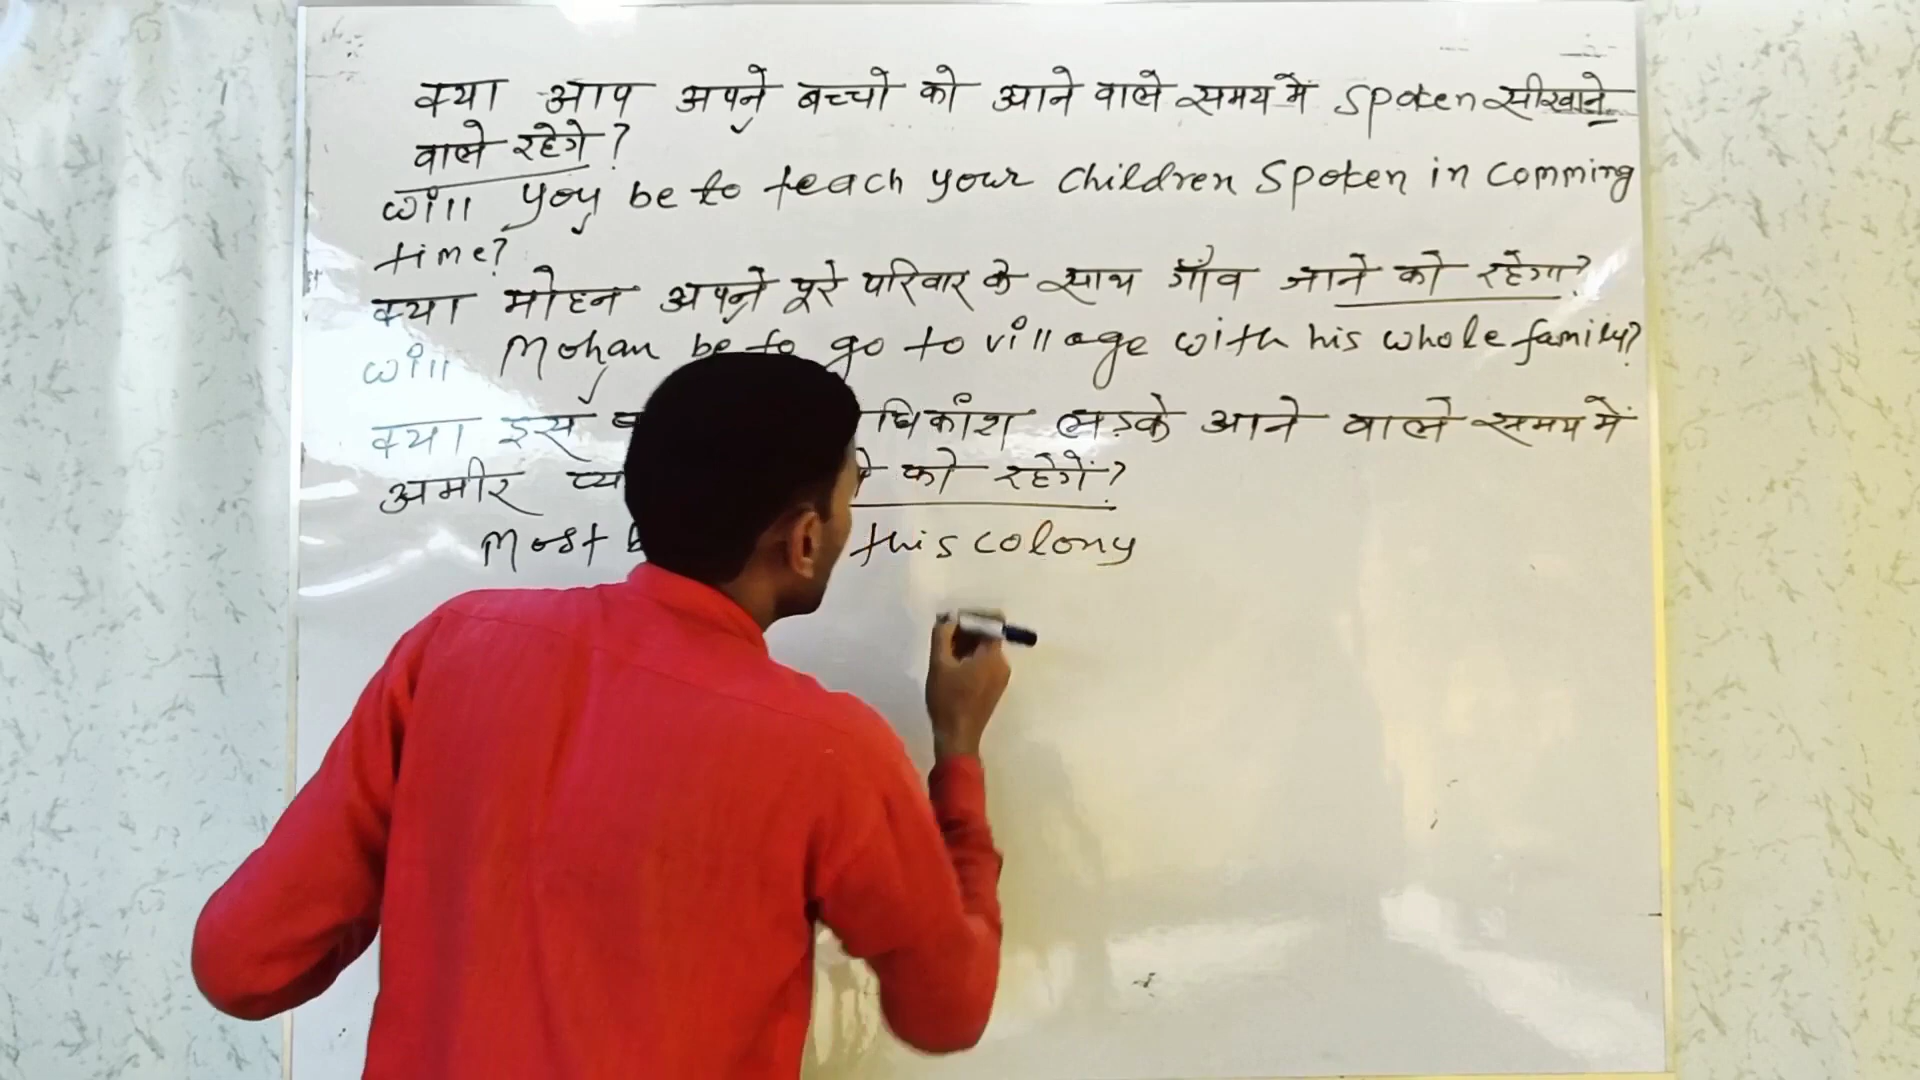 क्या आप अपने बच्चो को आने वाले समय में Spoken सीखाने
वाले रहेगे ?
will you be to teach your children Spoken in comming
time?
क्या मोहन अपने पूरे परिवार के साथ गाँव जाने को रहेगा?
will Mohan be to go to village with his whole family?
क्या इस लड़के आने वाले समय में
अमीर को रहेगें ?
Most this colony